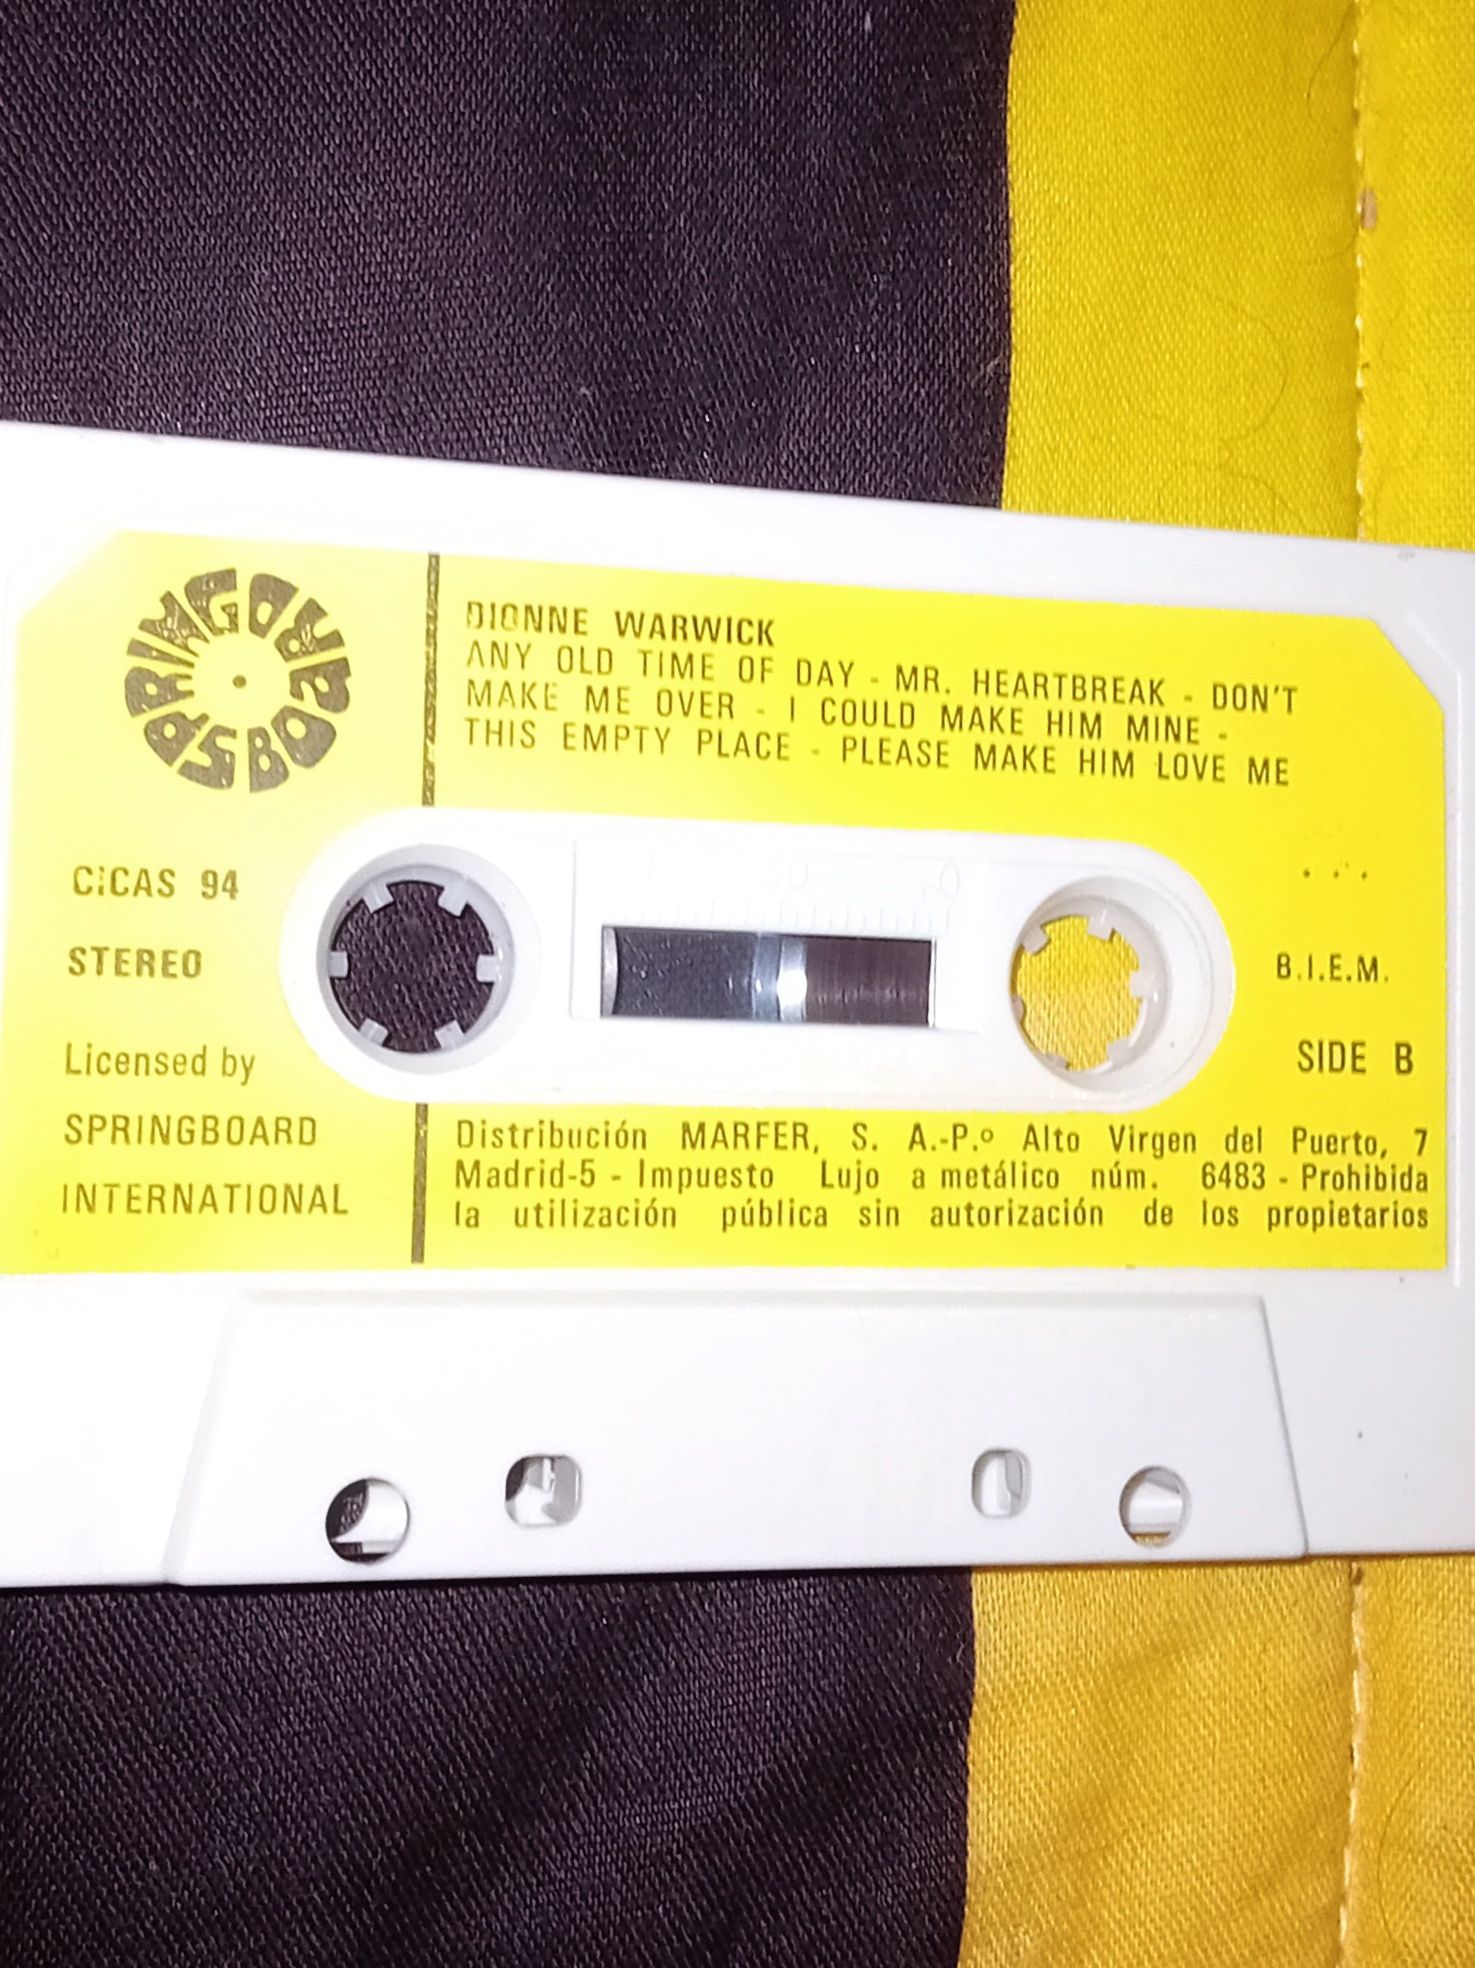 SPRINGBOARD
DIONNE WARWICK
ANY OLD TIME OF DAY - MR. HEARTBREAK - DON'T
MAKE ME OVER - I COULD MAKE HIM MINE -
THIS EMPTY PLACE - PLEASE MAKE HIM LOVE ME
CICAS 94
STEREO
B.I.E.M.
Licensed by
SIDE B
SPRINGBOARD
INTERNATIONAL
Distribución MARFER, S. A.-P.º Alto Virgen del Puerto, 7
Madrid-5 - Impuesto Lujo a metálico núm. 6483 - Prohibida
la utilización pública sin autorización de los propietarios